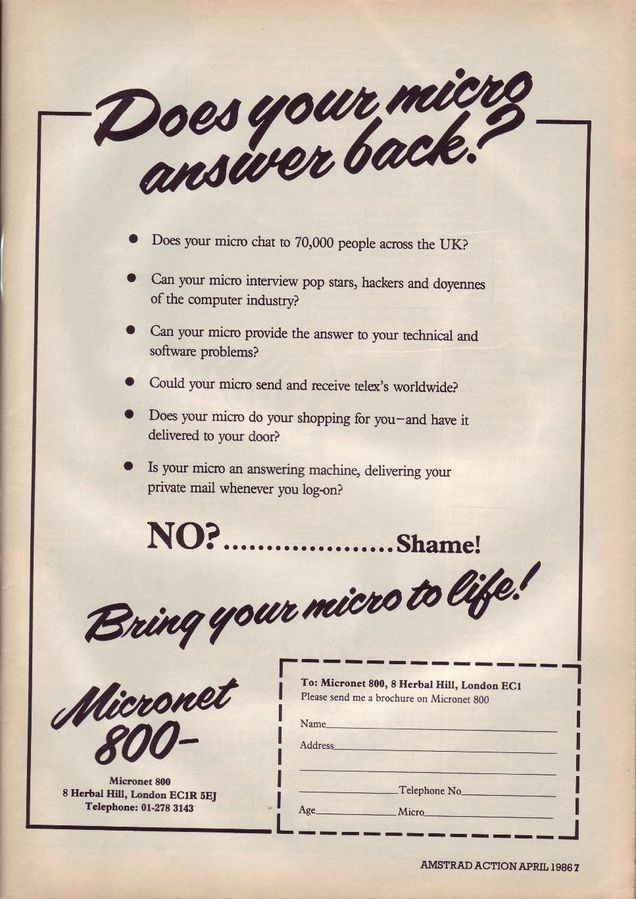 Does your micro
answer back?
• Does your micro chat to 70,000 people across the UK?
• Can your micro interview pop stars, hackers and doyennes
of the computer industry?
• Can your micro provide the answer to your technical and
software problems?
• Could your micro send and receive telex's worldwide?
• Does your micro do your shopping for you—and have it
delivered to your door?
• Is your micro an answering machine, delivering your
private mail whenever you log-on?
NO?....................Shame!
Bring your micro to life!
Micronet
800-
Micronet 800
8 Herbal Hill, London EC1R 5EJ
Telephone: 01-278 3143
To: Micronet 800, 8 Herbal Hill, London EC1
Please send me a brochure on Micronet 800
Name
Address
Telephone No
Age Micro
AMSTRAD ACTION APRIL 1986 7